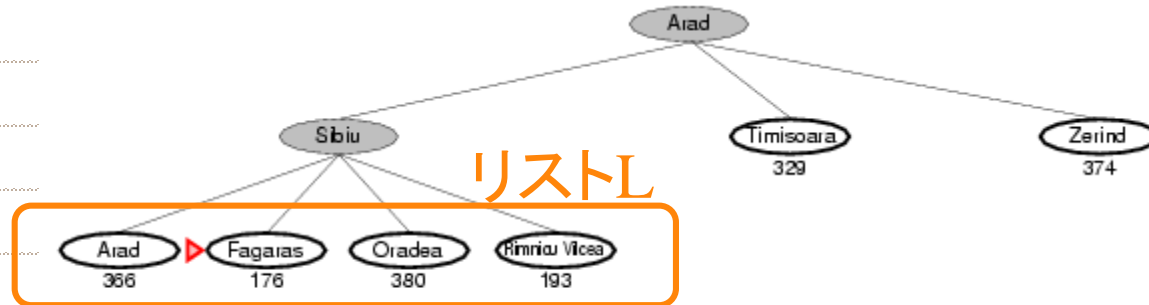 Arad
Sibiu
Timisoara
Zerind
329
374
リストL
Arad
Fagaras
Oradea
Rimnicu Vilcea
366
176
380
193